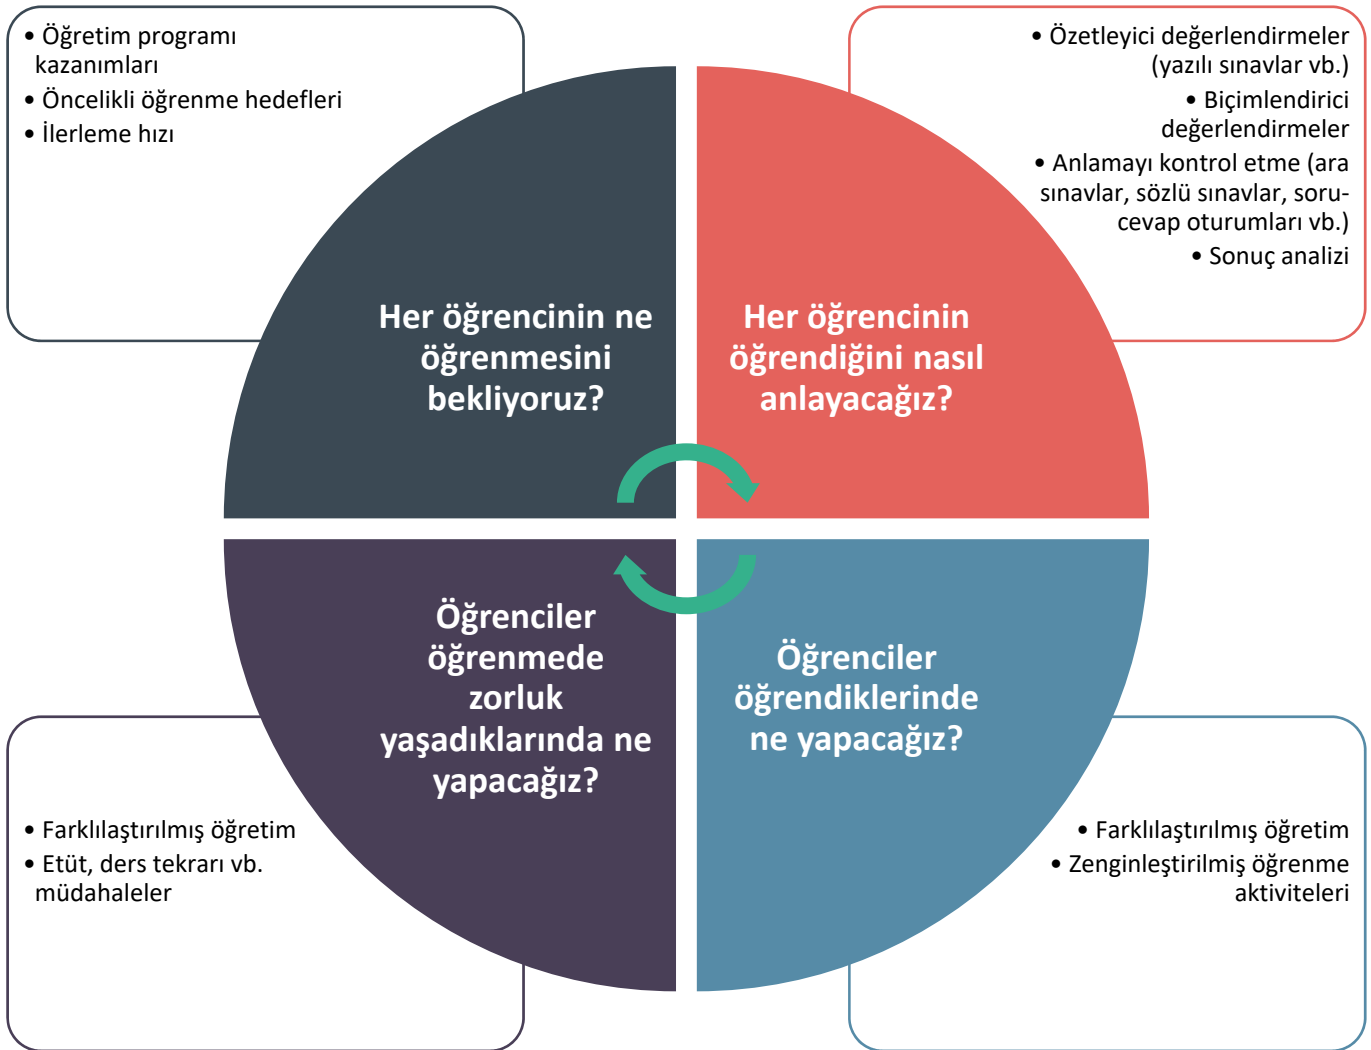 • Öğretim programı
kazanımları
• Öncelikli öğrenme hedefleri
• İlerleme hızı
• Özetleyici değerlendirmeler
(yazılı sınavlar vb.)
• Biçimlendirici
değerlendirmeler
• Anlamayı kontrol etme (ara
sınavlar, sözlü sınavlar, soru-
cevap oturumları vb.)
• Sonuç analizi
Her öğrencinin ne
öğrenmesini
bekliyoruz?
Her öğrencinin
öğrendiğini nasıl
anlayacağız?
Öğrenciler
öğrenmede
zorluk
yaşadıklarında ne
yapacağız?
Öğrenciler
öğrendiklerinde
ne yapacağız?
• Farklılaştırılmış öğretim
• Etüt, ders tekrarı vb.
müdahaleler
• Farklılaştırılmış öğretim
• Zenginleştirilmiş öğrenme
aktiviteleri